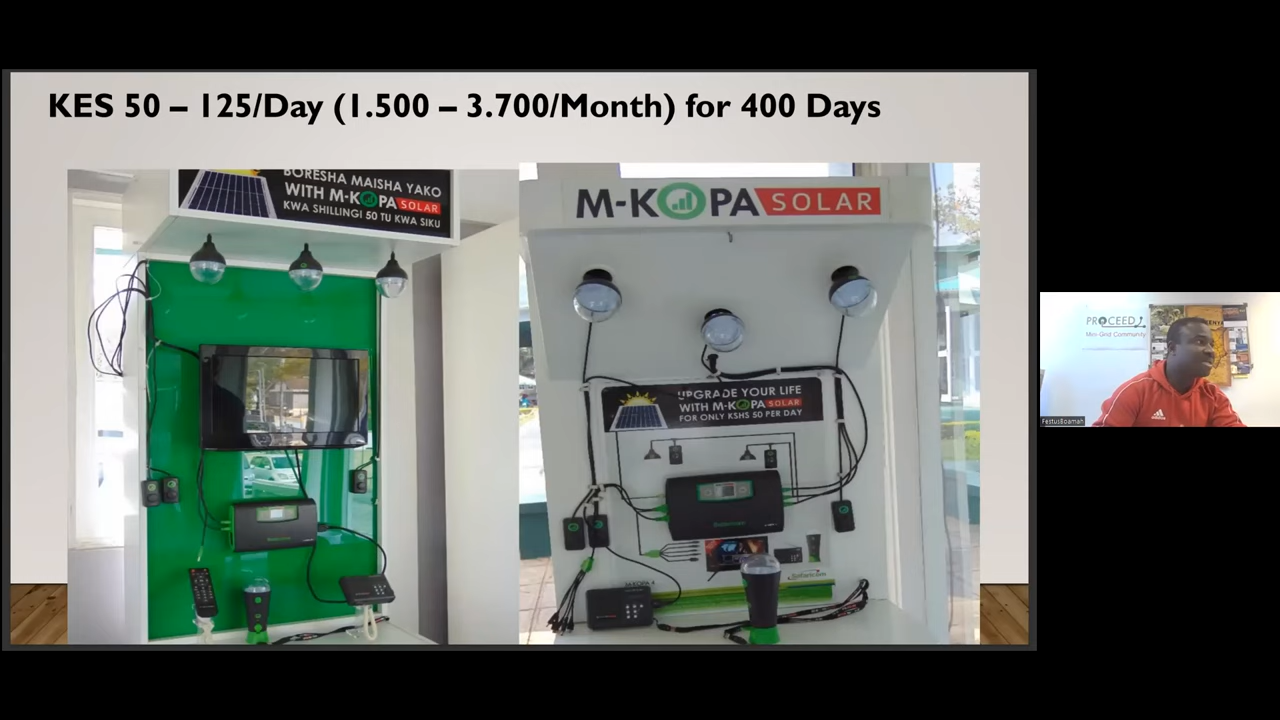 KES 50 – 125/Day (1.500 – 3.700/Month) for 400 Days
BORESHA MAISHA YAKO
WITH M-KOPA SOLAR
KWA SHILLINGI 50 TU KWA SIKU
M-KOPA SOLAR
UPGRADE YOUR LIFE
WITH M-KOPA SOLAR
FOR ONLY KSHS 50 PER DAY
Safaricom
PROCEED
Mini-Grid Community
FestusBoamah